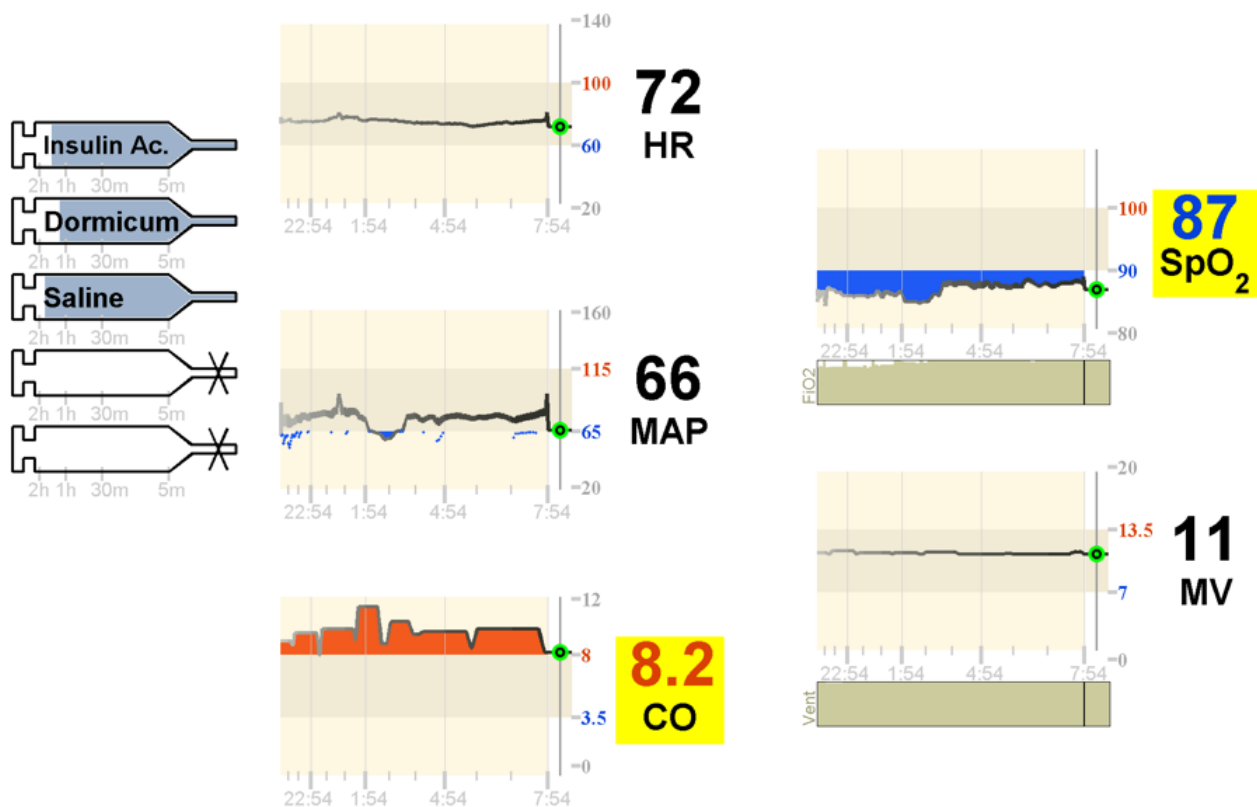 Insulin Ac.
2h 1h 30m 5m
Dormicum
2h 1h 30m 5m
Saline
2h 1h 30m 5m
2h 1h 30m 5m
2h 1h 30m 5m
140
100
60
20
22:54 1:54 4:54 7:54
72
HR
160
115
65
20
22:54 1:54 4:54 7:54
66
MAP
12
8
3.5
0
22:54 1:54 4:54 7:54
8.2
CO
100
90
80
22:54 1:54 4:54 7:54
FiO2
87
SpO2
20
13.5
7
0
22:54 1:54 4:54 7:54
Vent
11
MV